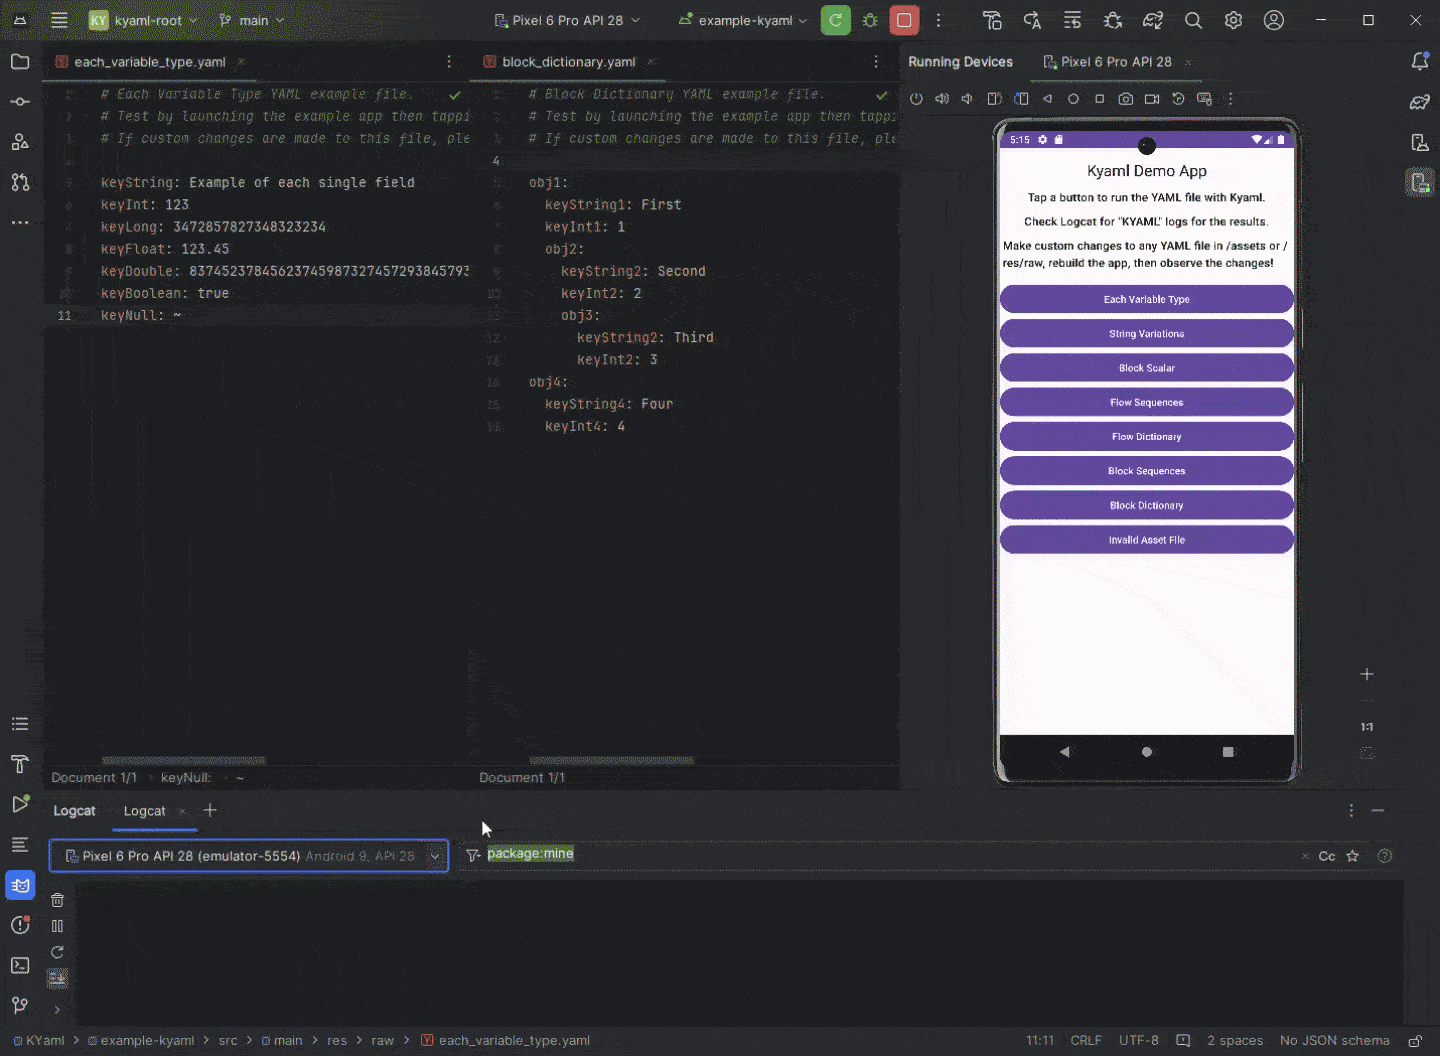 KY kyaml-root main Pixel 6 Pro API 28 example-kyaml
each_variable_type.yaml
# Each Variable Type YAML example file.
# Test by launching the example app then tappi
# If custom changes are made to this file, ple
keyString: Example of each single field
keyInt: 123
keyLong: 3472857827348323234
keyFloat: 123.45
keyBoolean: true
11 keyNull: ~
Document 1/1 keyNull: ~
block_dictionary.yaml
# Block Dictionary YAML example file.
# Test by launching the example app then tappi
# If custom changes are made to this file, ple
4
obj1:
keyString1: First
keyInt1: 1
obj2:
keyString2: Second
keyInt2: 2
obj3:
keyString2: Third
keyInt2: 3
obj4:
keyString4: Four
keyInt4: 4
Document 1/1
Running Devices Pixel 6 Pro API 28
5:15
Kyaml Demo App
Tap a button to run the YAML file with Kyaml.
Check Logcat for "KYAML" logs for the results.
Make custom changes to any YAML file in /assets or /
res/raw, rebuild the app, then observe the changes!
Each Variable Type
String Variations
Block Scalar
Flow Sequences
Flow Dictionary
Block Sequences
Block Dictionary
Invalid Asset File
1:1
Logcat Logcat
Pixel 6 Pro API 28 (emulator-5554) Android 9, API 28
package:mine Cc
KYaml > example-kyaml > src > main > res > raw > each_variable_type.yaml
11:11 CRLF UTF-8 2 spaces No JSON schema